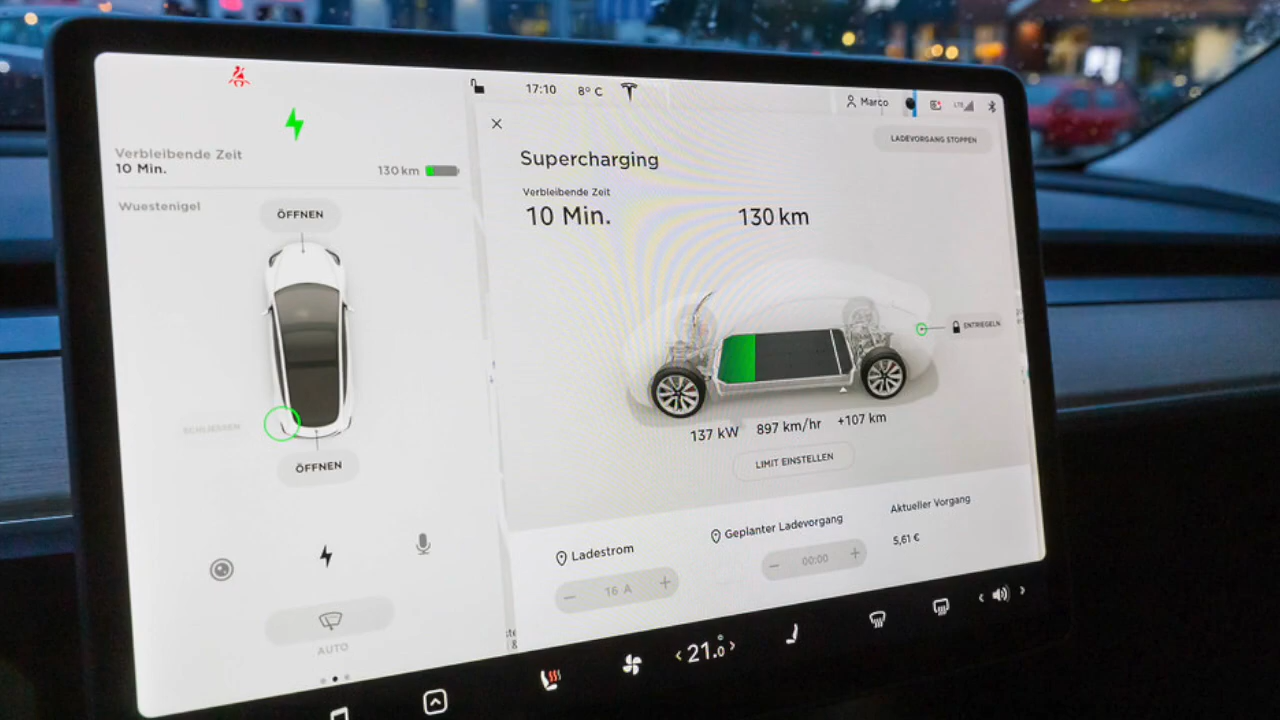 17:10 8° C
Marco
LTE
LADEVORGANG STOPPEN
Verbleibende Zeit
10 Min.
130 km
Wuestenigel
ÖFFNEN
SCHLIESSEN
ÖFFNEN
AUTO
Supercharging
Verbleibende Zeit
10 Min.
130 km
ENTRIEGELN
137 kW 897 km/hr +107 km
LIMIT EINSTELLEN
Ladestrom
16 A
Geplanter Ladevorgang
00:00
Aktueller Vorgang
5,61 €
21.0